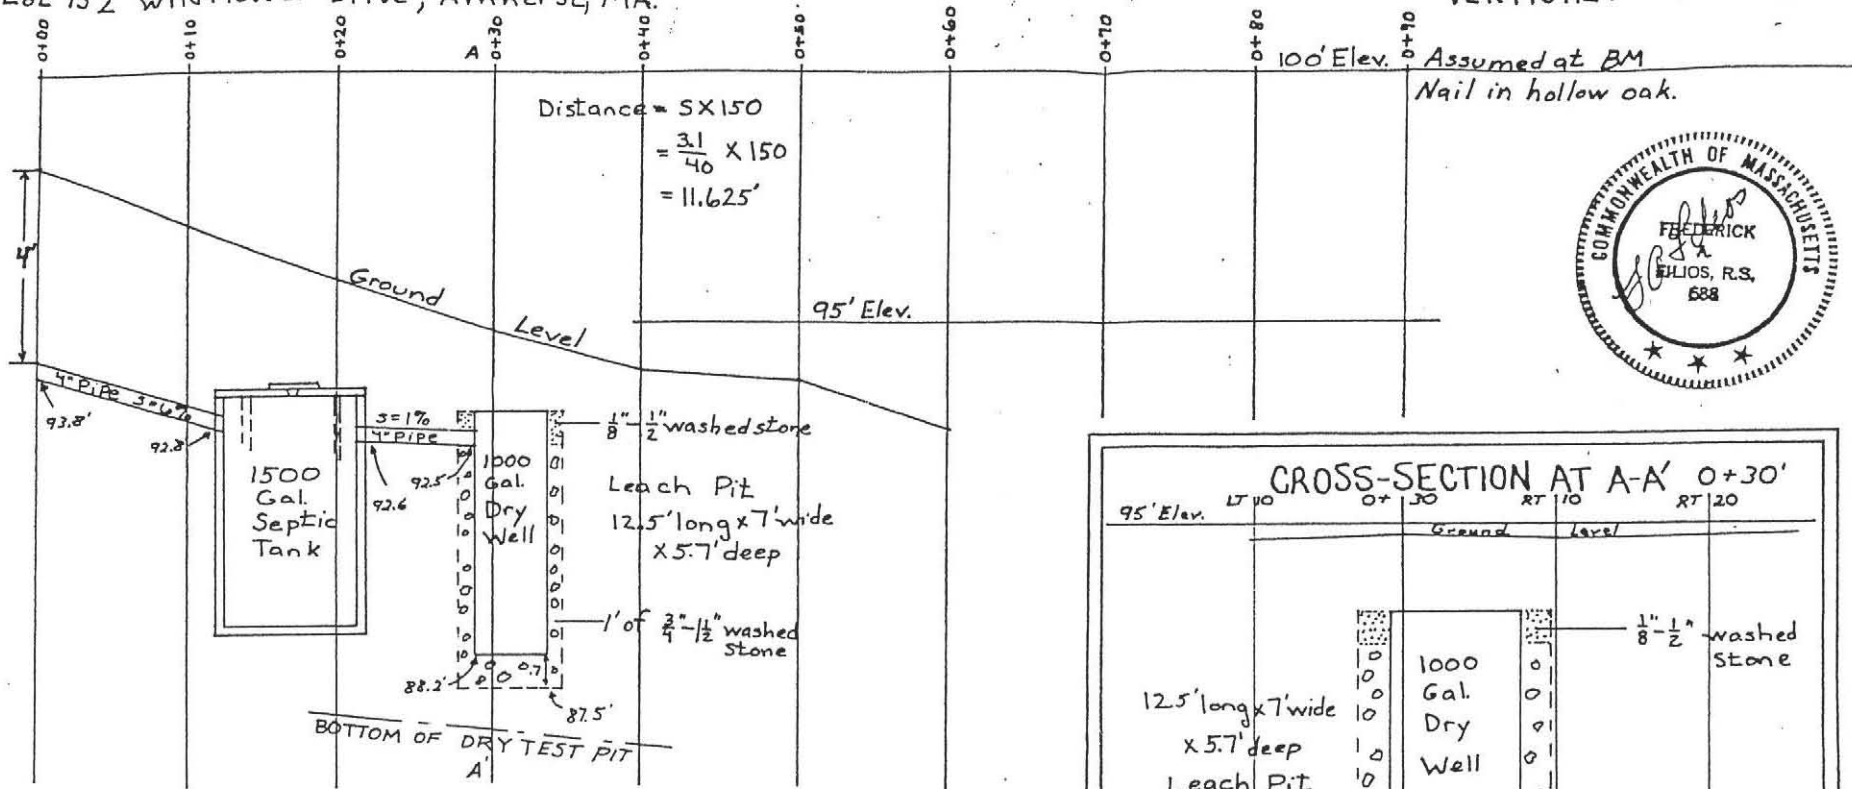 DRIVE, AMHERST, MA.
0+00
0+10
0+20
A
0+30
0+40
0+50
0+60
0+70
0+80
0+90
100' Elev. Assumed at BM
Nail in hollow oak.
Distance = S X 150
= 3.1/40 X 150
= 11.625'
COMMONWEALTH OF MASSACHUSETTS
FREDERICK
A
FILIOS, R.S.
688
4'
Ground
Level
95' Elev.
4" Pipe S=6%
93.8'
92.8'
1500
Gal.
Septic
Tank
S=1%
4" Pipe
92.6
92.5'
1000
Gal.
Dry
Well
1/8"-1/2" washed stone
Leach Pit
12.5' long x 7' wide
x 5.7' deep
1' of 3/4"-1 1/2" washed
stone
0.7
88.2'
87.5'
BOTTOM OF DRY TEST PIT
A'
CROSS-SECTION AT A-A' 0+30'
95' Elev.
LT 10
0+30
RT 10
RT 20
Ground Level
1/8"-1/2" washed
stone
1000
Gal.
Dry
Well
12.5' long x 7' wide
x 5.7' deep
Leach Pit